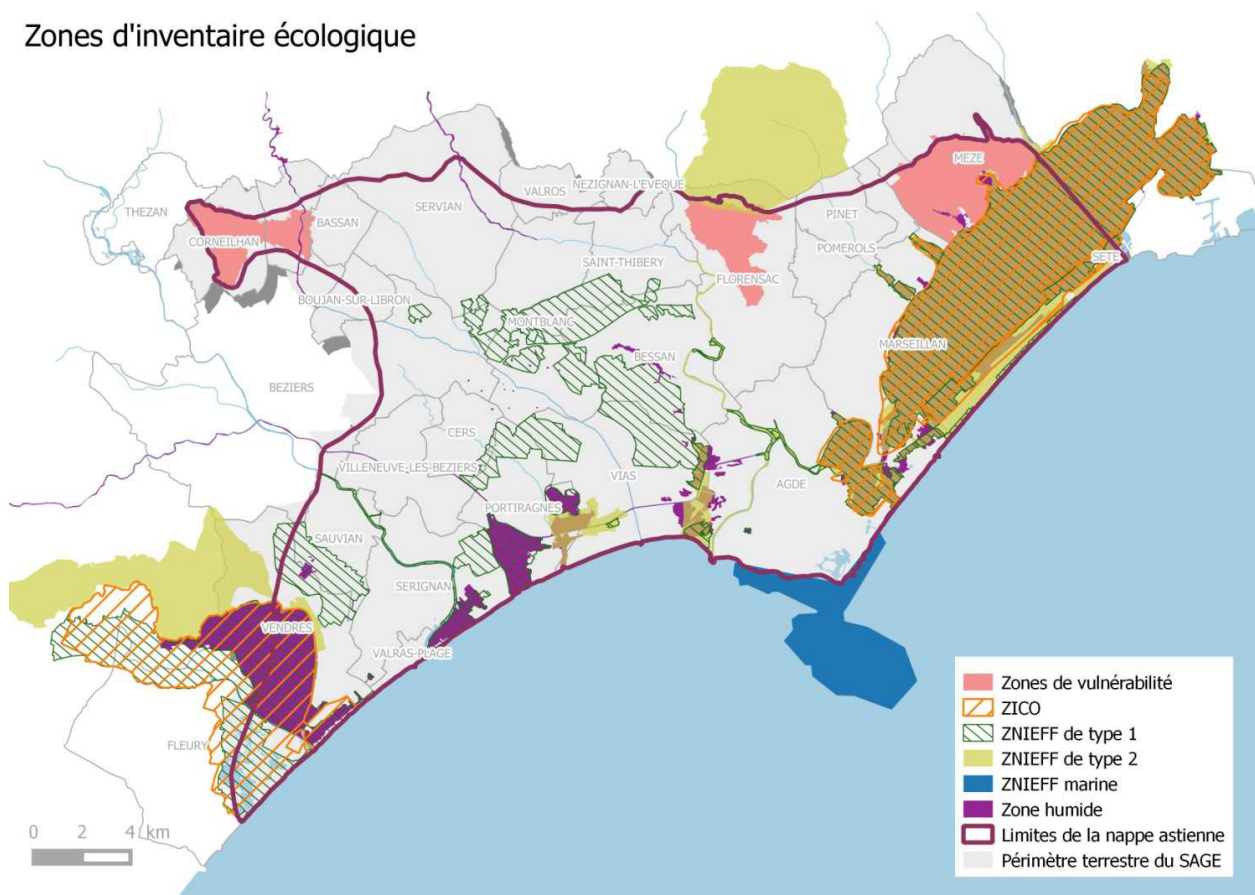 Zones d'inventaire écologique
MEZE
NEZIGNAN-L'EVEQUE
VALROS
SERVIAN
THEZAN
BASSAN
PINET
CORNEILHAN
POMEROLS
SETE
SAINT-THIBERY
FLORENSAC
BOUJAN-SUR-LIBRON
MONTBLANC
MARSEILLAN
BESSAN
BEZIERS
CERS
VILLENEUVE-LES-BEZIERS
VIAS
AGDE
PORTIRAGNES
SAUVIAN
SERIGNAN
VENDRES
VALRAS-PLAGE
FLEURY
Zones de vulnérabilité
ZICO
ZNIEFF de type 1
ZNIEFF de type 2
ZNIEFF marine
Zone humide
Limites de la nappe astienne
Périmètre terrestre du SAGE
0 2 4 km